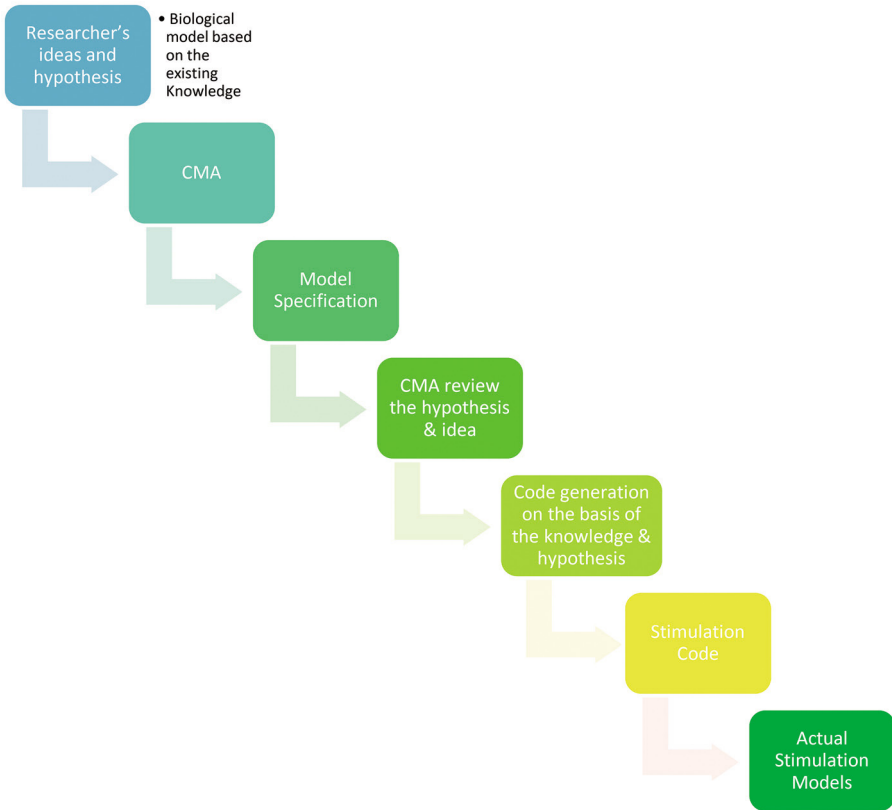 Researcher’s
ideas and
hypothesis
• Biological
model based
on the
existing
Knowledge
CMA
Model
Specification
CMA review
the hypothesis
& idea
Code generation
on the basis of
the knowledge &
hypothesis
Stimulation
Code
Actual
Stimulation
Models